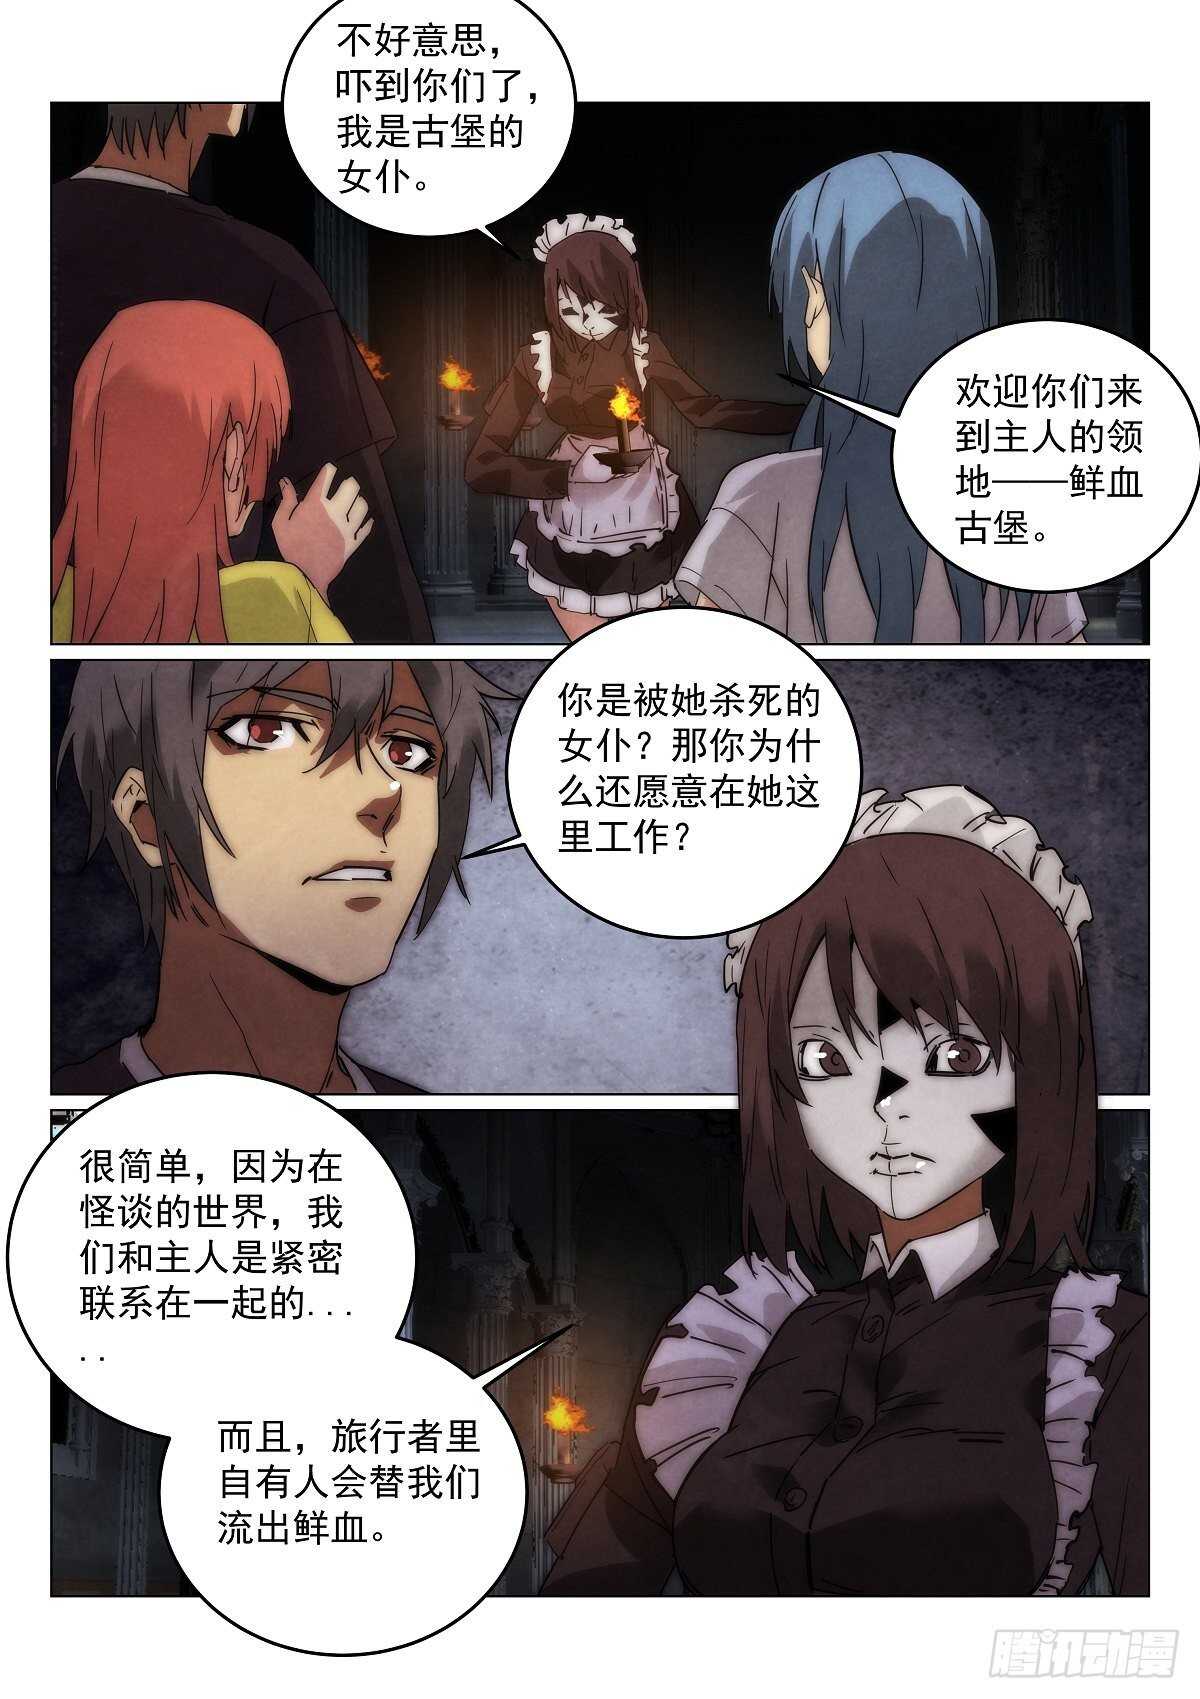 不好意思，
吓到你们了，
我是古堡的
女仆。
欢迎你们来
到主人的领
地——鲜血
古堡。
你是被她杀死的
女仆？那你为什
么还愿意在她这
里工作？
很简单，因为在
怪谈的世界，我
们和主人是紧密
联系在一起的...
..
而且，旅行者里
自有人会替我们
流出鲜血。
腾讯动漫